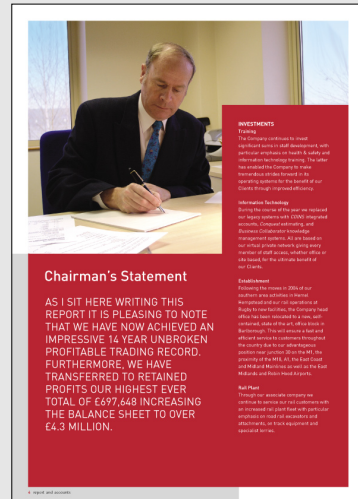 INVESTMENTS
Training
The Company continues to invest
significant sums in staff development, with
particular emphasis on health & safety and
information technology training. The latter
has enabled the Company to make
tremendous strides forward in its
operating systems for the benefit of our
Clients through improved efficiency.
Information Technology
During the course of the year we replaced
our legacy systems with COINS integrated
accounts, Conquest estimating, and
Business Collaborator knowledge
management systems. All are based on
our virtual private network giving every
member of staff access, whether office or
site based, for the ultimate benefit of
our Clients.
Establishment
Following the moves in 2004 of our
southern area activities in Hemel
Hempstead and our rail operations at
Rugby to new facilities, the Company head
office has been relocated to a new, self-
contained, state of the art, office block in
Barlborough. This will ensure a fast and
efficient service to customers throughout
the country due to our advantageous
position near junction 30 on the M1, the
proximity of the M18, A1, the East Coast
and Midland Mainlines as well as the East
Midlands and Robin Hood Airports.
Rail Plant
Through our associate company we
continue to service our rail customers with
an increased rail plant fleet with particular
emphasis on road rail excavators and
attachments, on track equipment and
specialist lorries.
Chairman's Statement
AS I SIT HERE WRITING THIS
REPORT IT IS PLEASING TO NOTE
THAT WE HAVE NOW ACHIEVED AN
IMPRESSIVE 14 YEAR UNBROKEN
PROFITABLE TRADING RECORD.
FURTHERMORE, WE HAVE
TRANSFERRED TO RETAINED
PROFITS OUR HIGHEST EVER
TOTAL OF £697,648 INCREASING
THE BALANCE SHEET TO OVER
£4.3 MILLION.
4 report and accounts